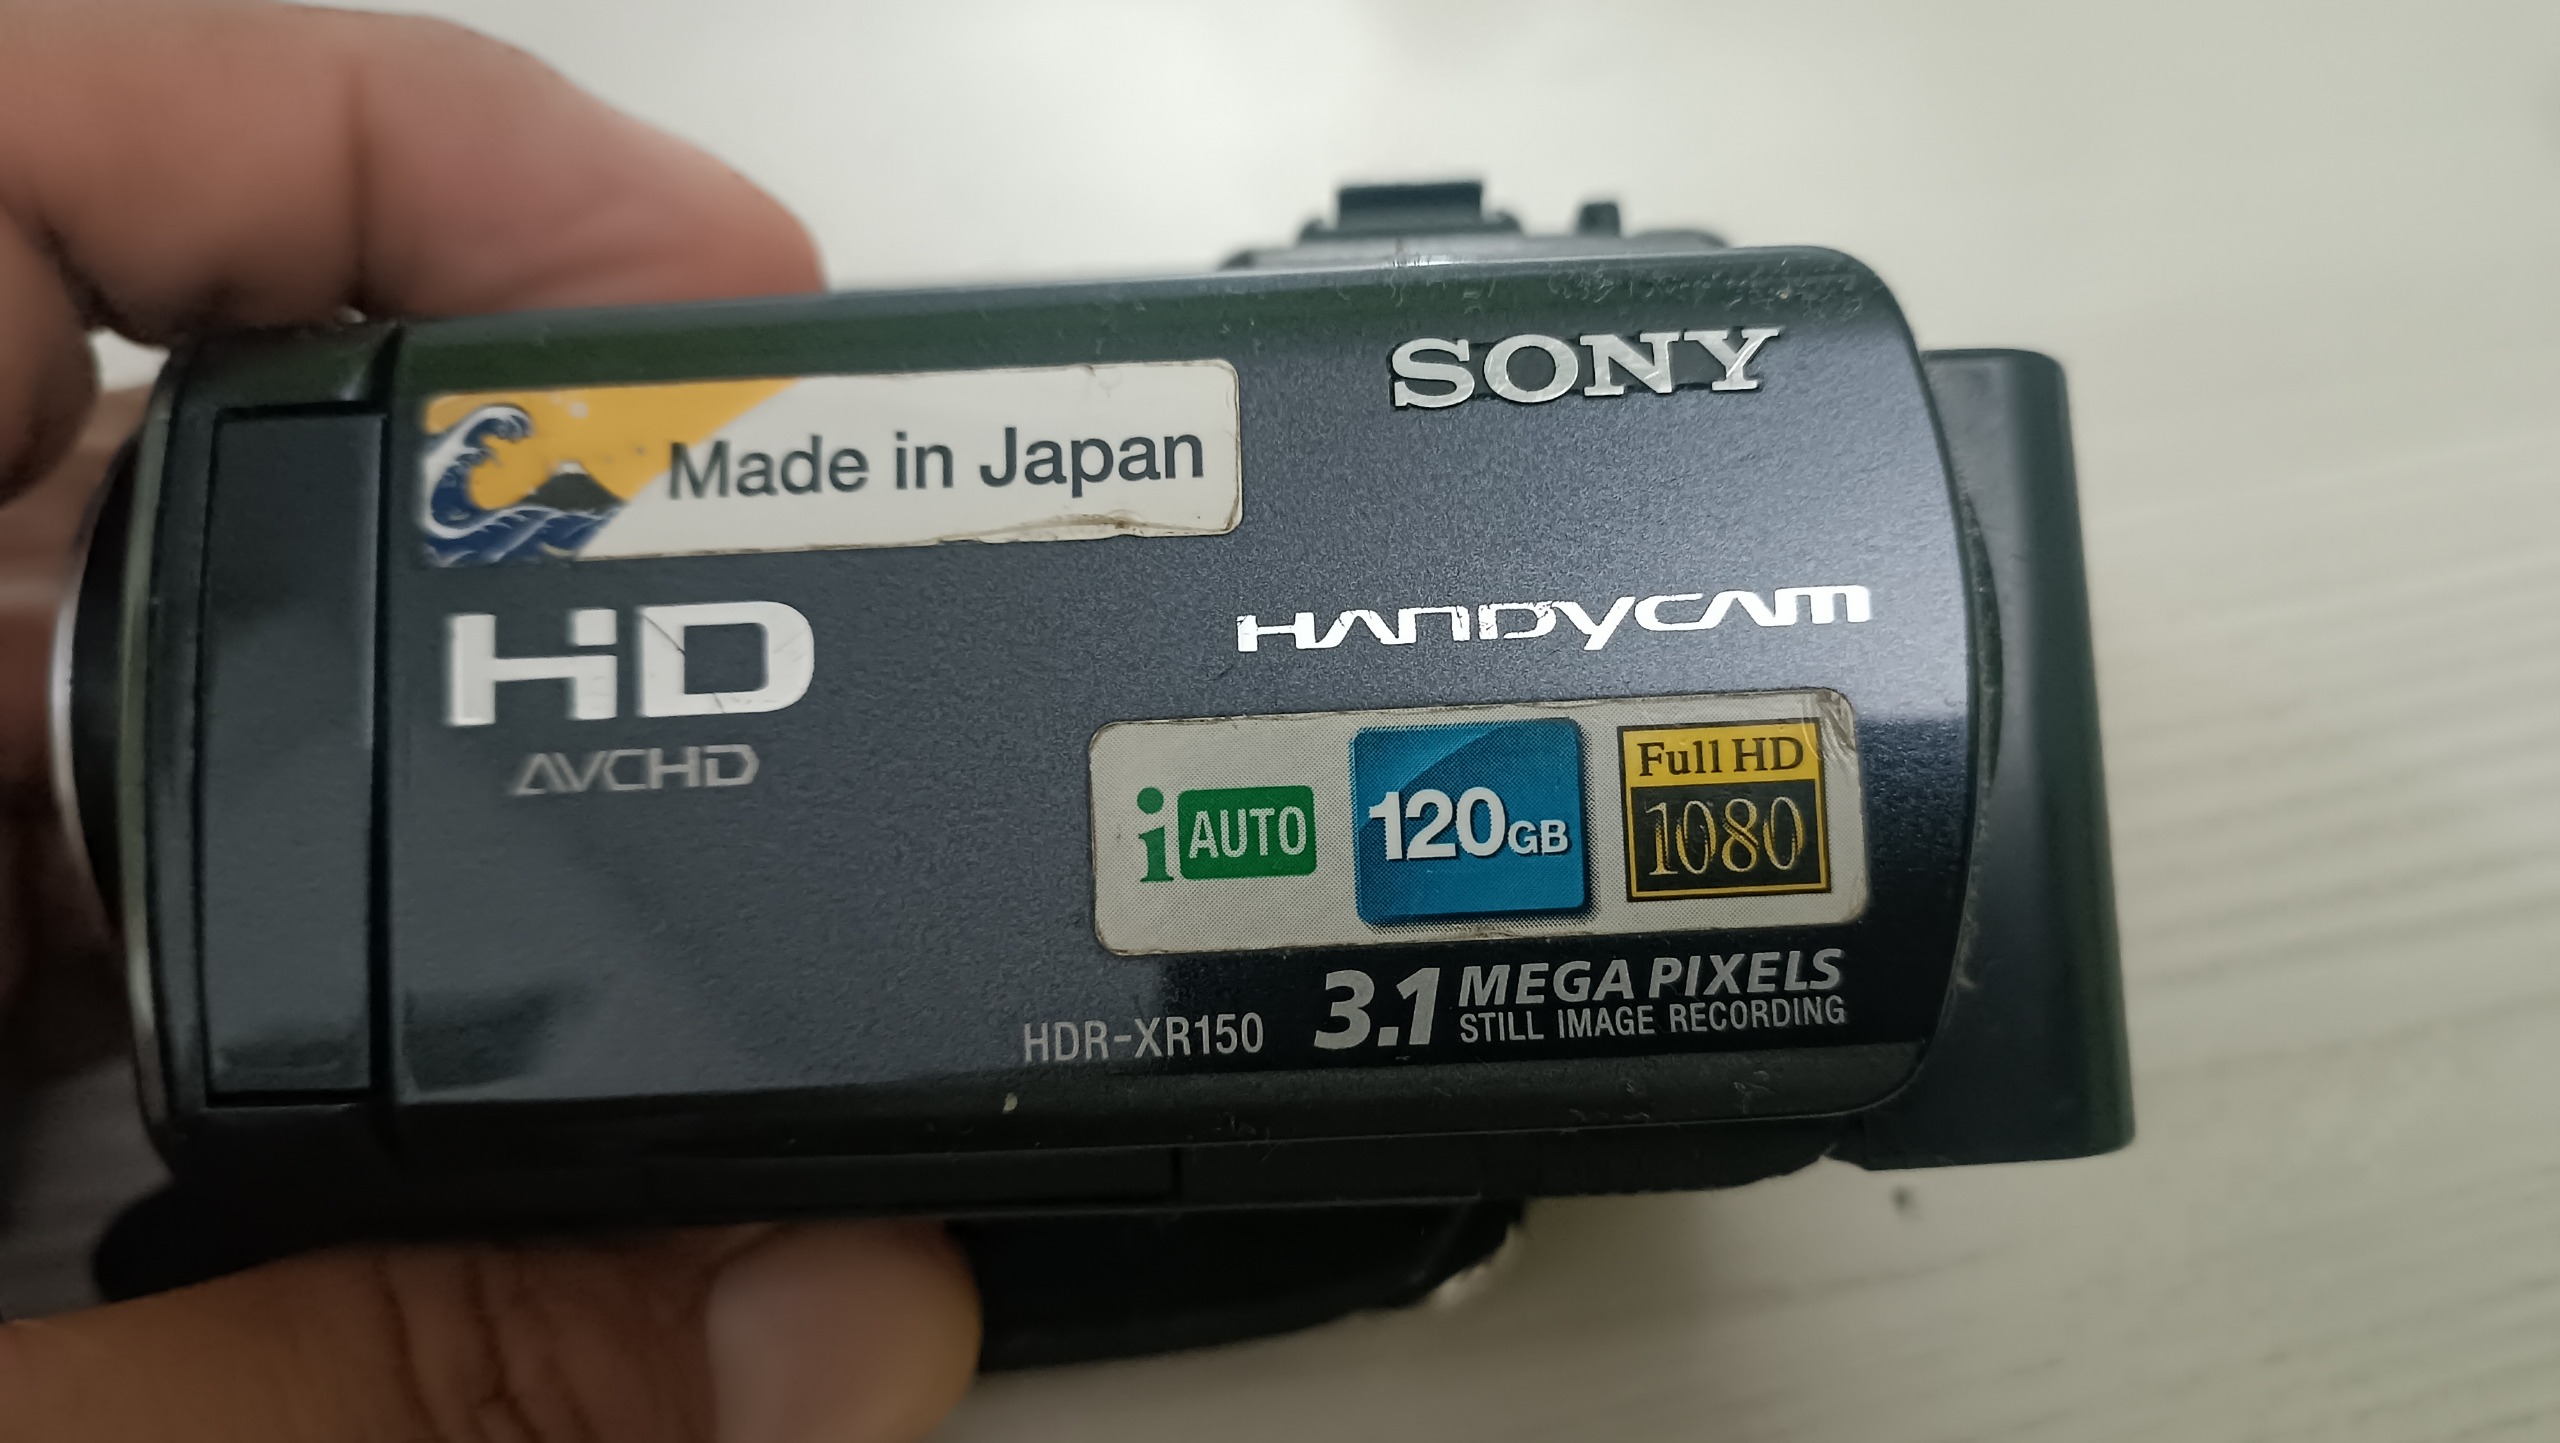 SONY
Made in Japan
HANDYCAM
HD
AVCHD
iAUTO
120GB
Full HD
1080
HDR-XR150
3.1 MEGA PIXELS
STILL IMAGE RECORDING